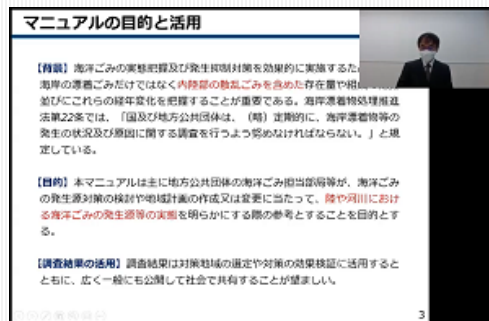 マニュアルの目的と活用
【背景】海洋ごみの実態把握及び発生抑制対策を効果的に実施するた
海岸の漂着ごみだけではなく内陸部の散乱ごみを含めた存在量や組成
並びにこれらの経年変化を把握することが重要である。海岸漂着物処理推進
法第22条では、「国及び地方公共団体は、（略）定期的に、海岸漂着物等の
発生の状況及び原因に関する調査を行うよう努めなければならない。」と規
定している。
【目的】本マニュアルは主に地方公共団体の海洋ごみ担当部局等が、海洋ごみ
の発生源対策の検討や地域計画の作成又は変更に当たって、陸や河川におけ
る海洋ごみの発生源等の実態を明らかにする際の参考とすることを目的とす
る。
【調査結果の活用】調査結果は対策地域の選定や対策の効果検証に活用すると
ともに、広く一般にも公開して社会で共有することが望ましい。
3